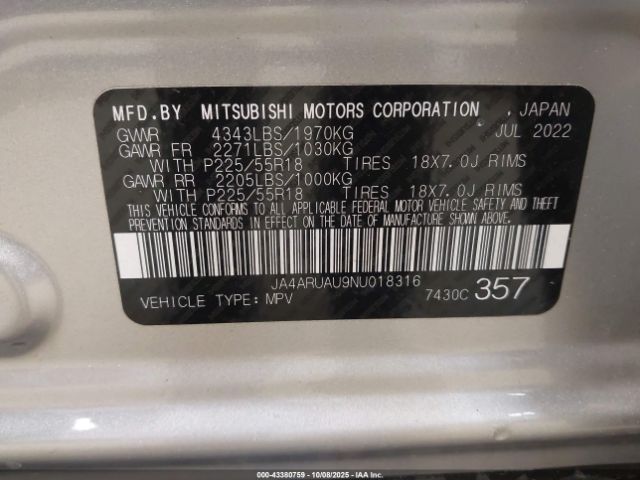 MFD.BY MITSUBISHI MOTORS CORPORATION , JAPAN
GVWR 4343LBS/1970KG JUL 2022
GAWR FR 2271LBS/1030KG
WITH P225/55R18 TIRES 18X7.0J RIMS
GAWR RR 2205LBS/1000KG
WITH P225/55R18 TIRES 18X7.0J RIMS
THIS VEHICLE CONFORMS TO ALL APPLICABLE FEDERAL MOTOR VEHICLE SAFETY AND THEFT
PREVENTION STANDARDS IN EFFECT ON THE DATE OF MANUFACTURE SHOWN ABOVE.
JA4ARUAU9NU018316
VEHICLE TYPE: MPV 7430C 357
000-43380759 | 10/08/2025 | IAAI.COM